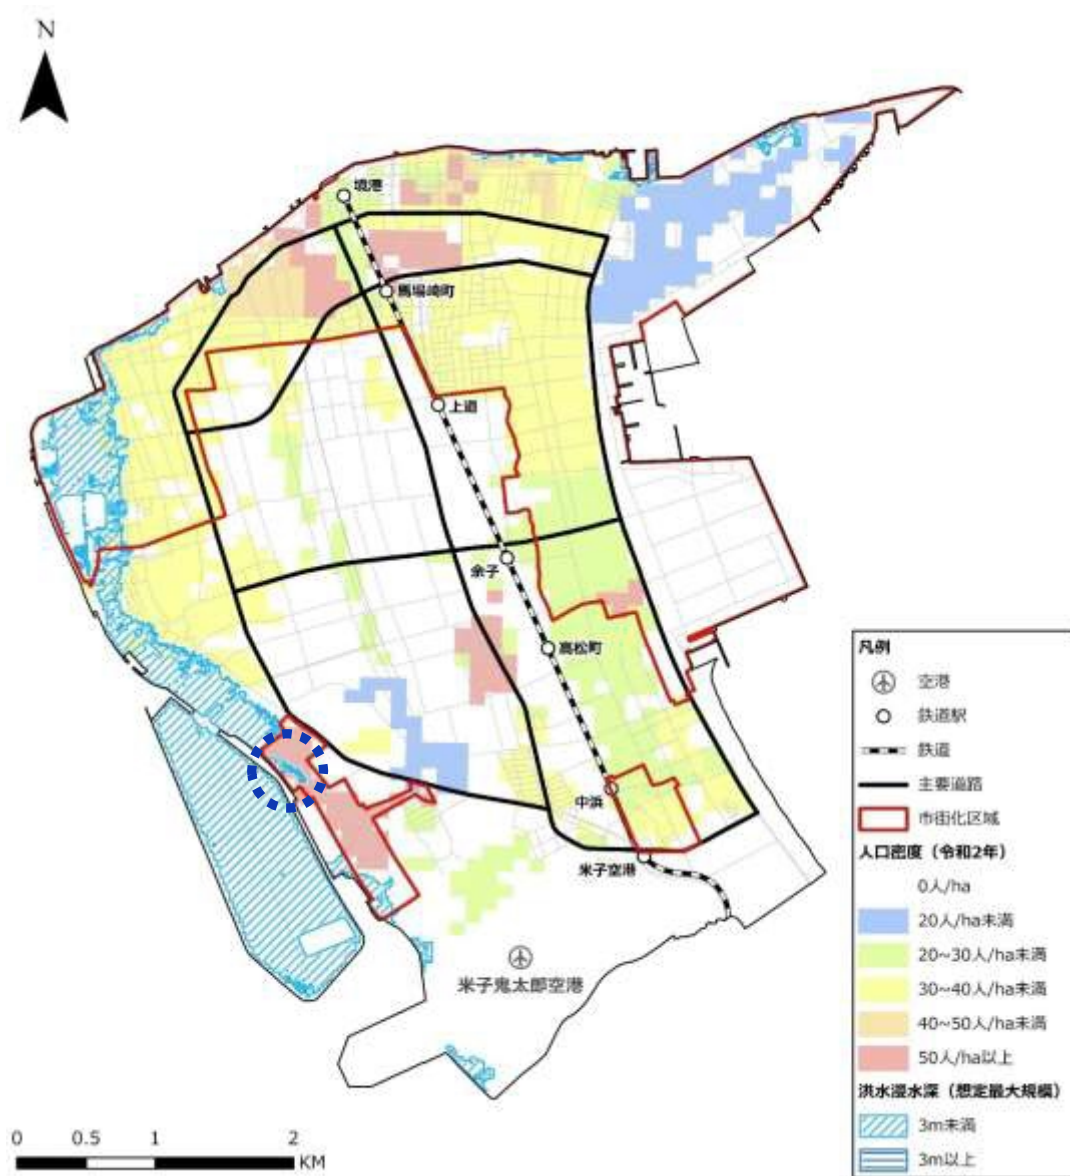 N
境港
馬場崎町
上道
余子
高松町
中浜
米子空港
米子鬼太郎空港
凡例
空港
鉄道駅
鉄道
主要道路
市街化区域
人口密度（令和2年）
0人/ha
20人/ha未満
20~30人/ha未満
30~40人/ha未満
40~50人/ha未満
50人/ha以上
洪水浸水深（想定最大規模）
3m未満
3m以上
0 0.5 1 2
KM